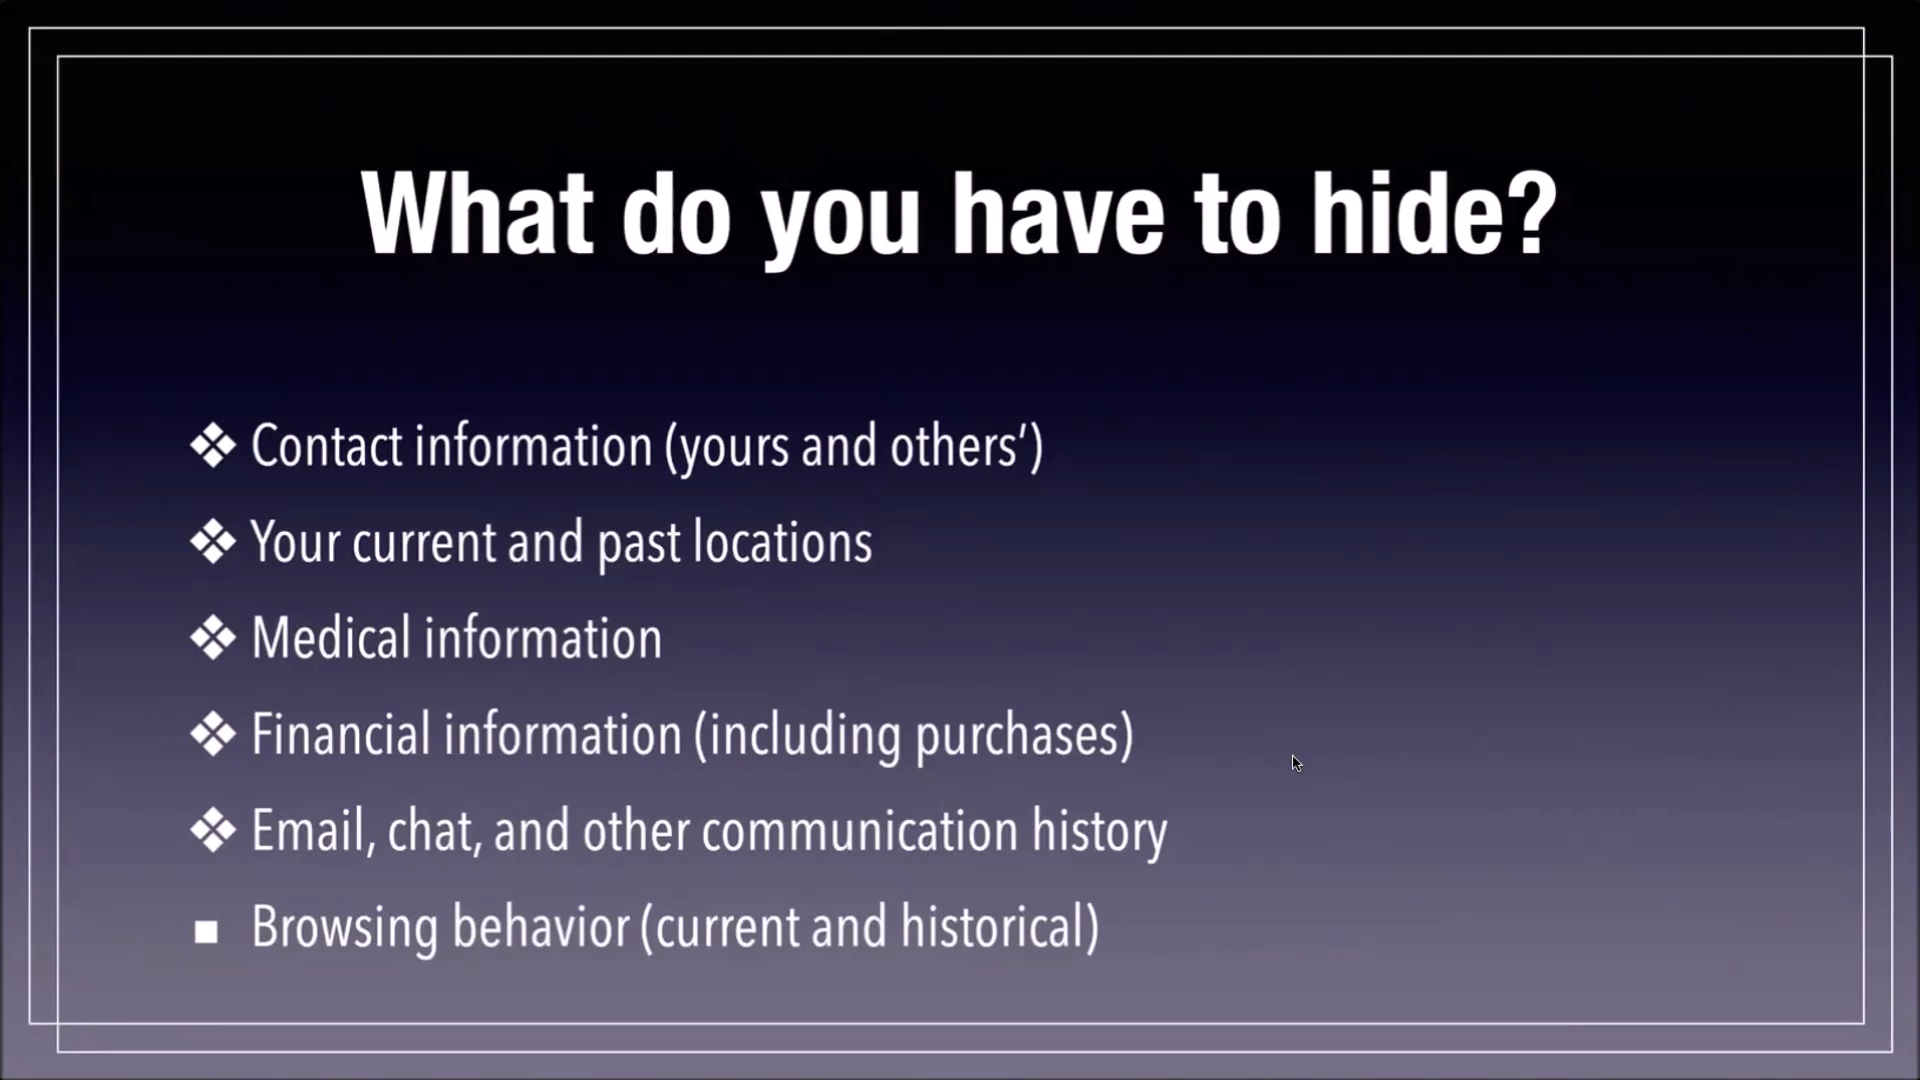 What do you have to hide?
❖ Contact information (yours and others’)
❖ Your current and past locations
❖ Medical information
❖ Financial information (including purchases)
❖ Email, chat, and other communication history
■ Browsing behavior (current and historical)